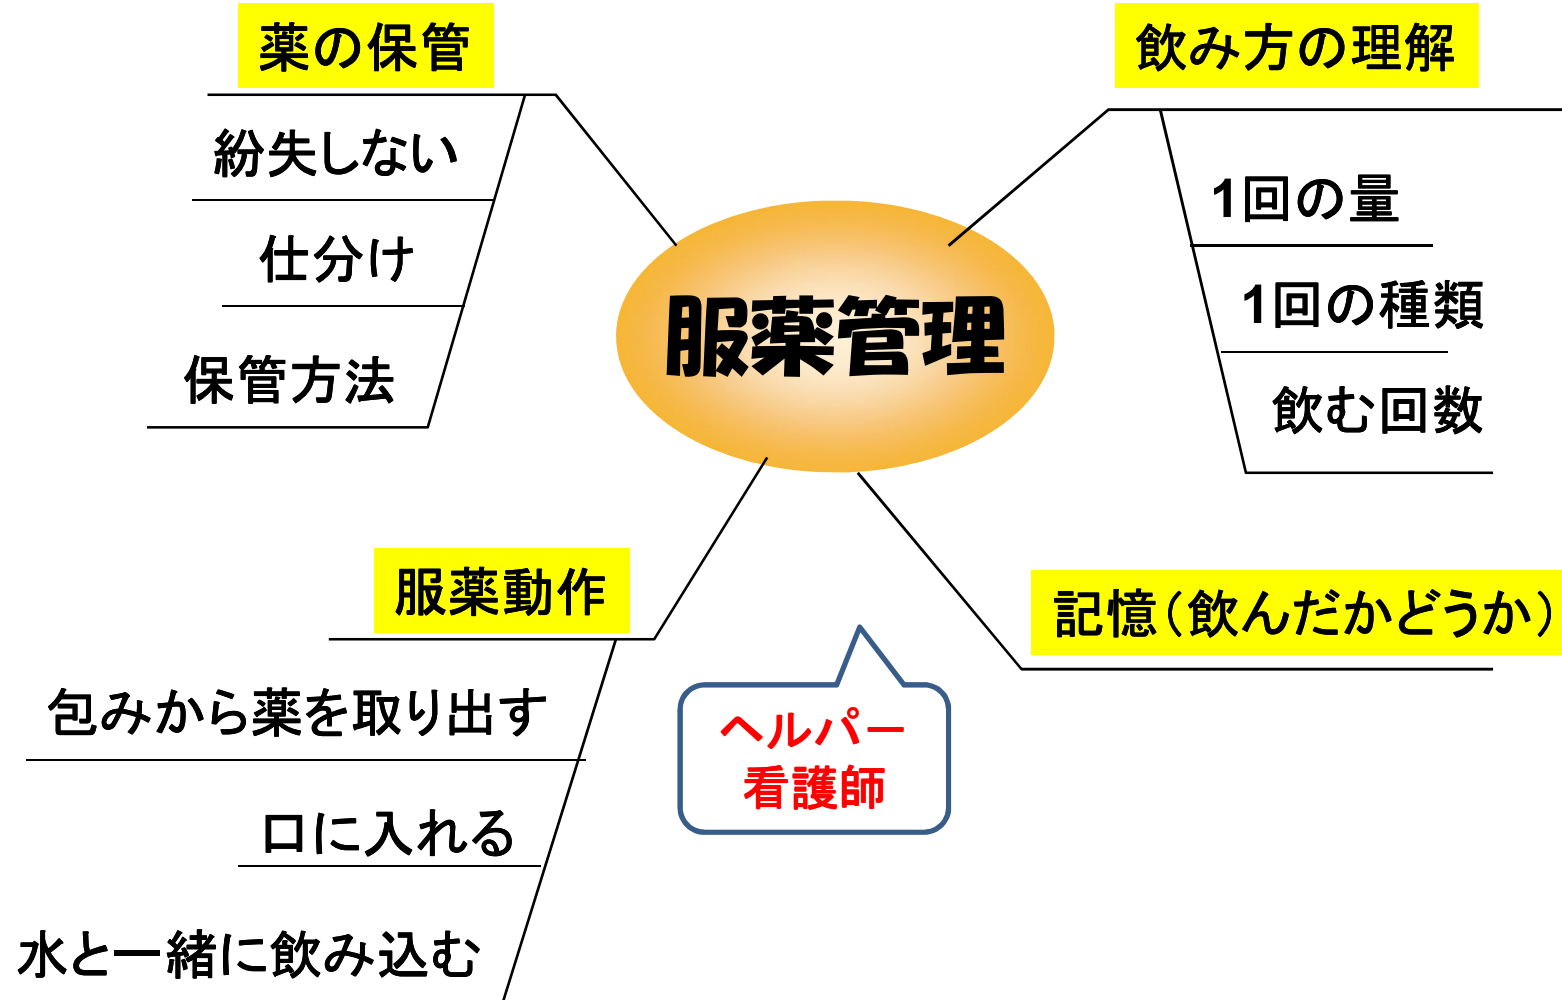 薬の保管
紛失しない
仕分け
保管方法
飲み方の理解
1回の量
1回の種類
飲む回数
服薬管理
服薬動作
包みから薬を取り出す
口に入れる
水と一緒に飲み込む
記憶（飲んだかどうか）
ヘルパー
看護師